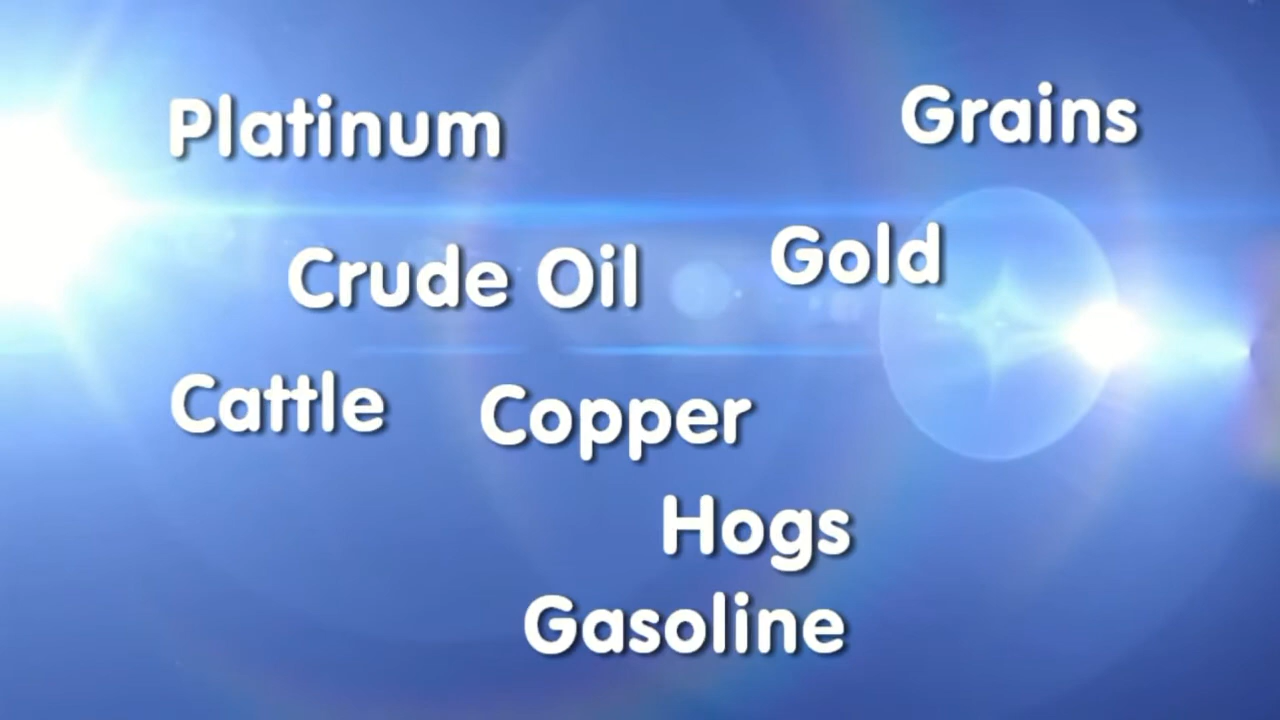 Platinum
Grains
Crude Oil
Gold
Cattle
Copper
Hogs
Gasoline